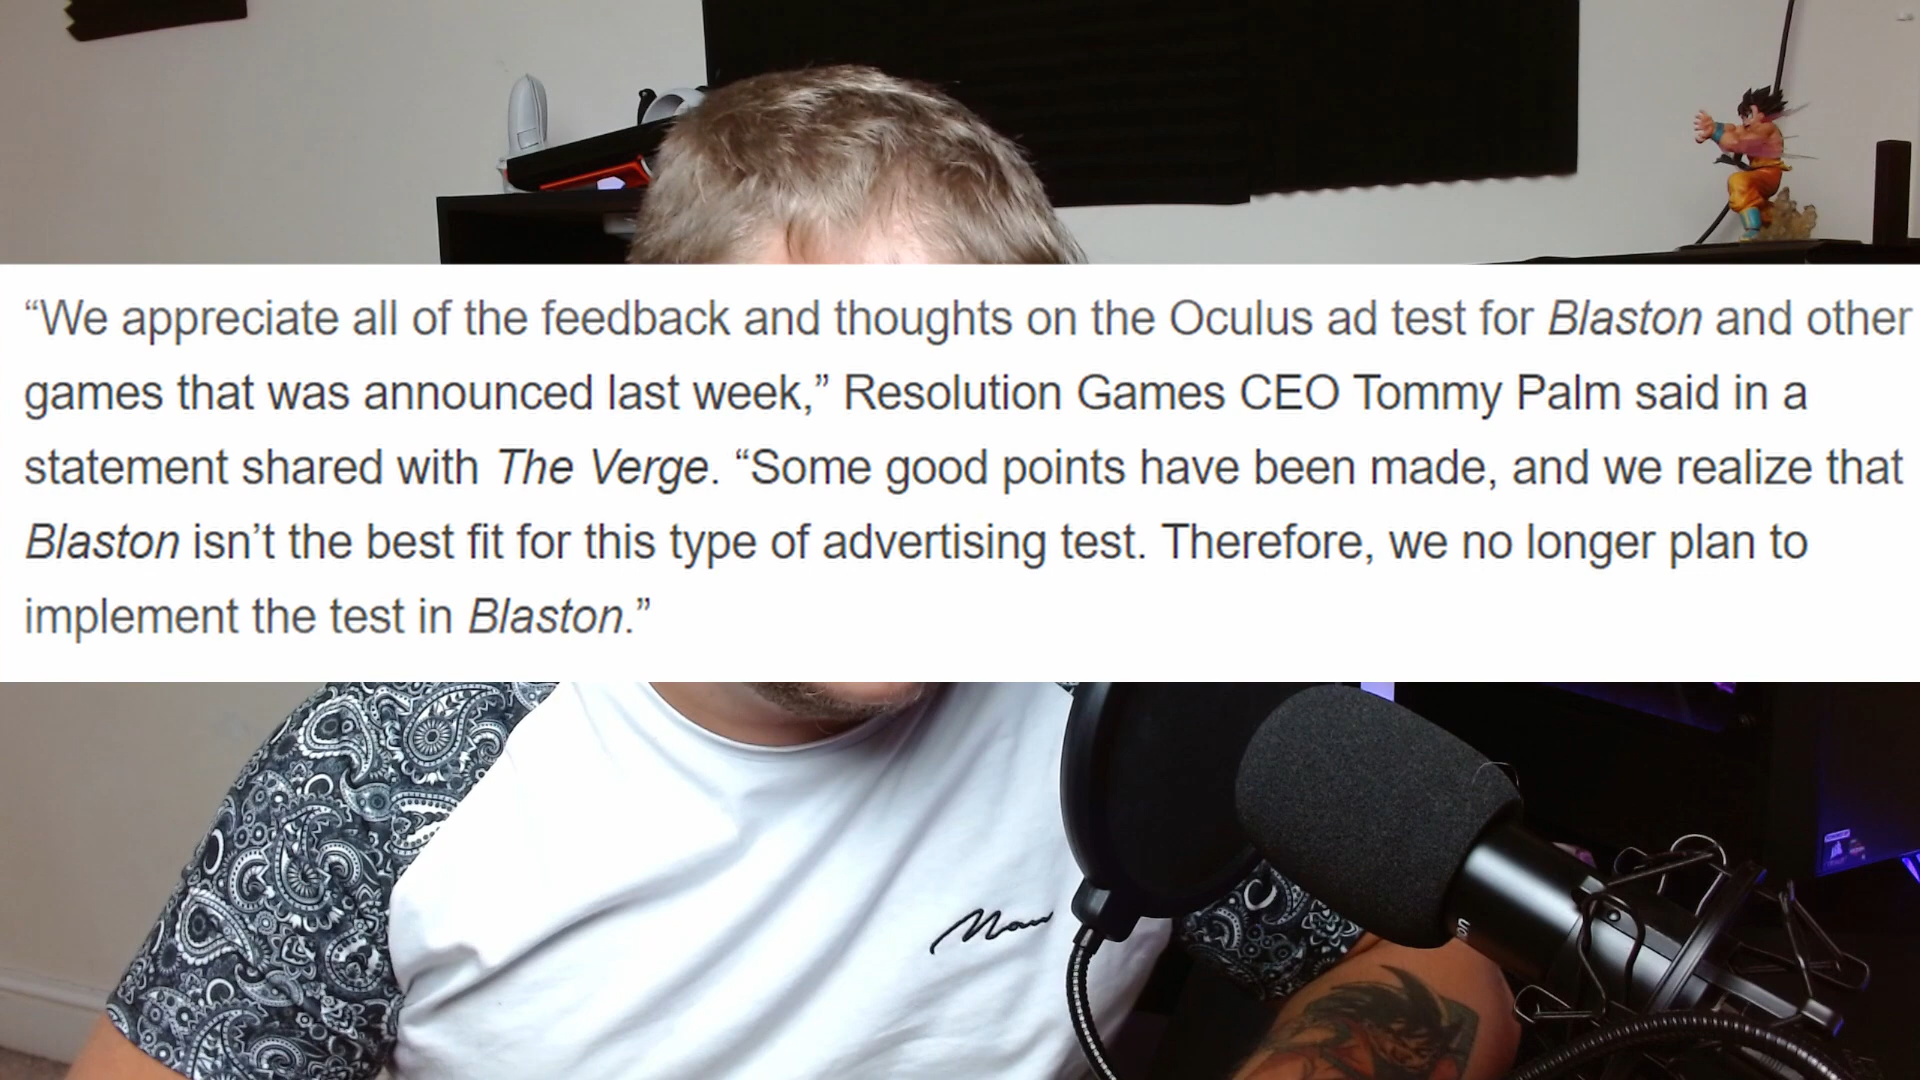 “We appreciate all of the feedback and thoughts on the Oculus ad test for Blaston and other
games that was announced last week,” Resolution Games CEO Tommy Palm said in a
statement shared with The Verge. “Some good points have been made, and we realize that
Blaston isn’t the best fit for this type of advertising test. Therefore, we no longer plan to
implement the test in Blaston.”